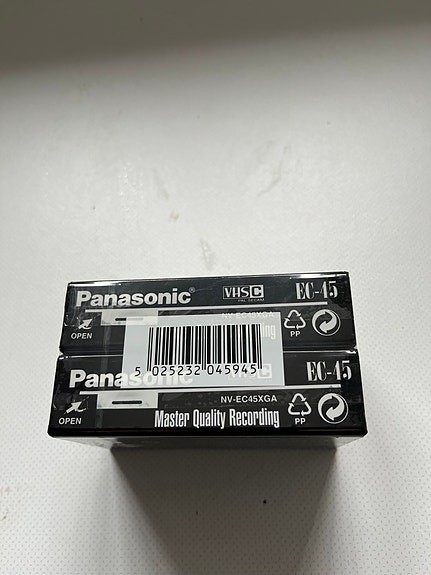 Panasonic®
VHS C
PAL SECAM
EC-45
NV-EC45XGA
OPEN
PP
5 025232 045945
Panasonic
EC-45
NV-EC45XGA
OPEN
Master Quality Recording
PP